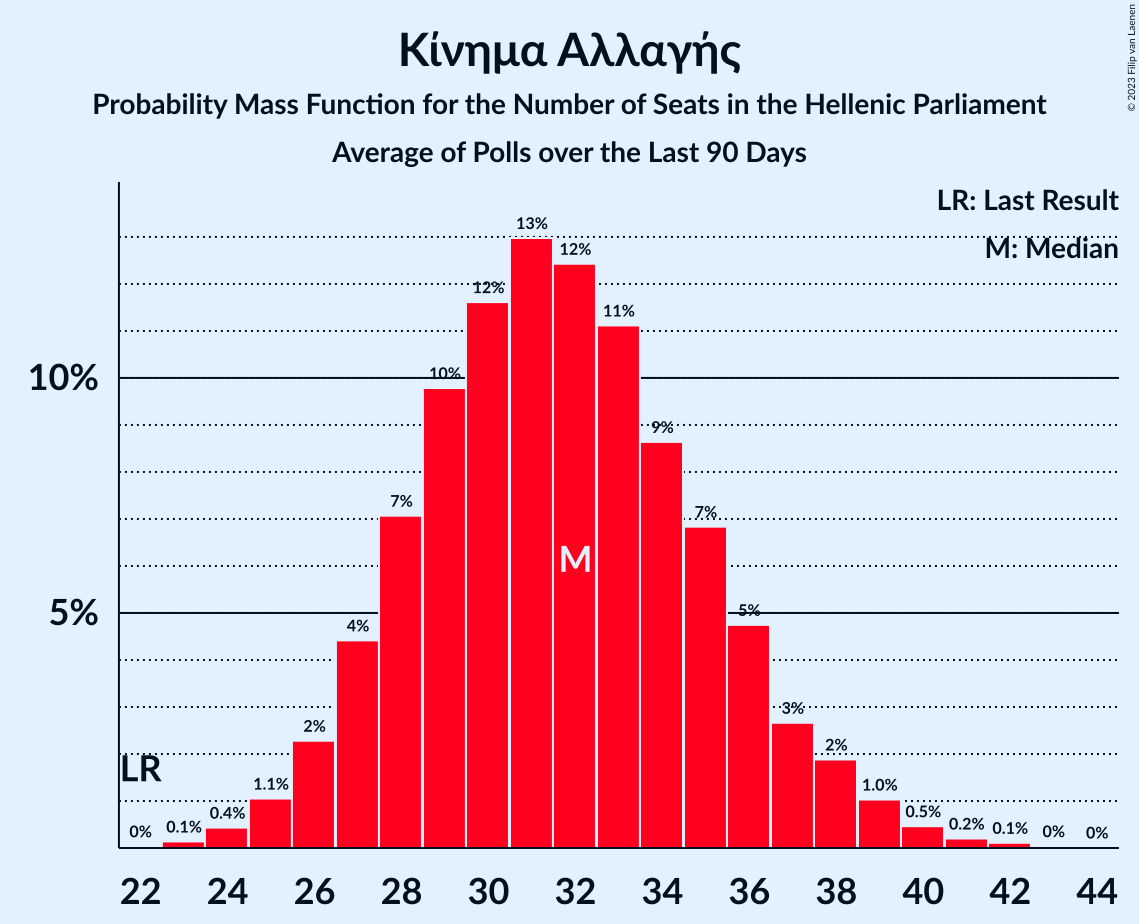 Κίνημα Αλλαγής
Probability Mass Function for the Number of Seats in the Hellenic Parliament
Average of Polls over the Last 90 Days
© 2023 Filip van Laenen
LR: Last Result
M: Median
13%
12%
12%
11%
10%
10%
9%
7%
7%
M
5%
5%
4%
3%
2%
2%
LR
1.1%
1.0%
0.4%
0.5%
0%
0.1%
0.2%
0.1%
0%
0%
22 24 26 28 30 32 34 36 38 40 42 44